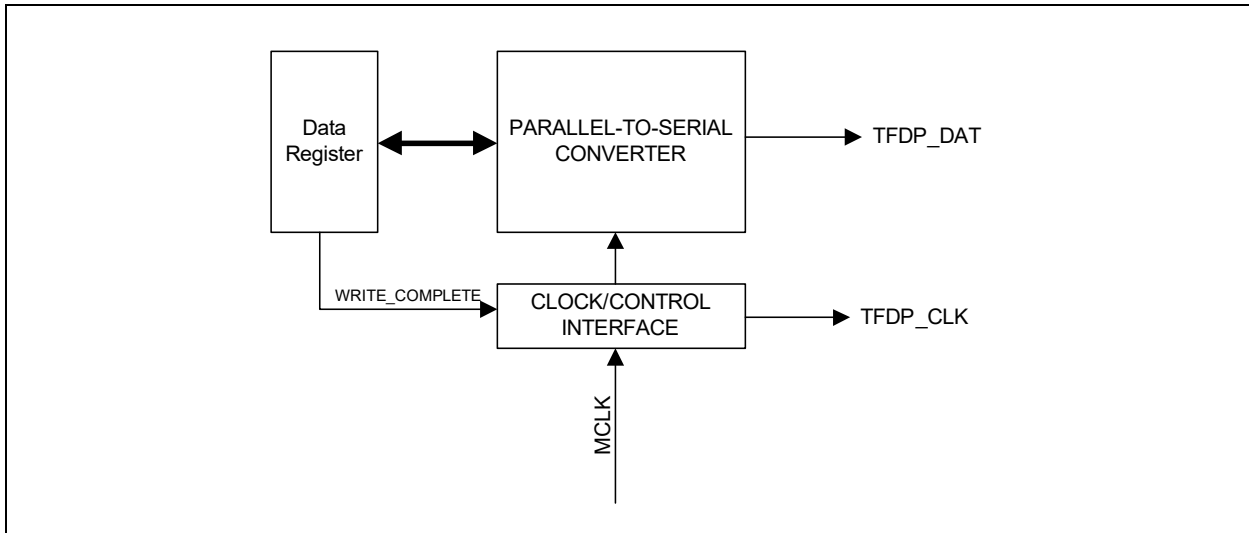 Data
Register
PARALLEL-TO-SERIAL
CONVERTER
TFDP_DAT
WRITE_COMPLETE
CLOCK/CONTROL
INTERFACE
TFDP_CLK
MCLK